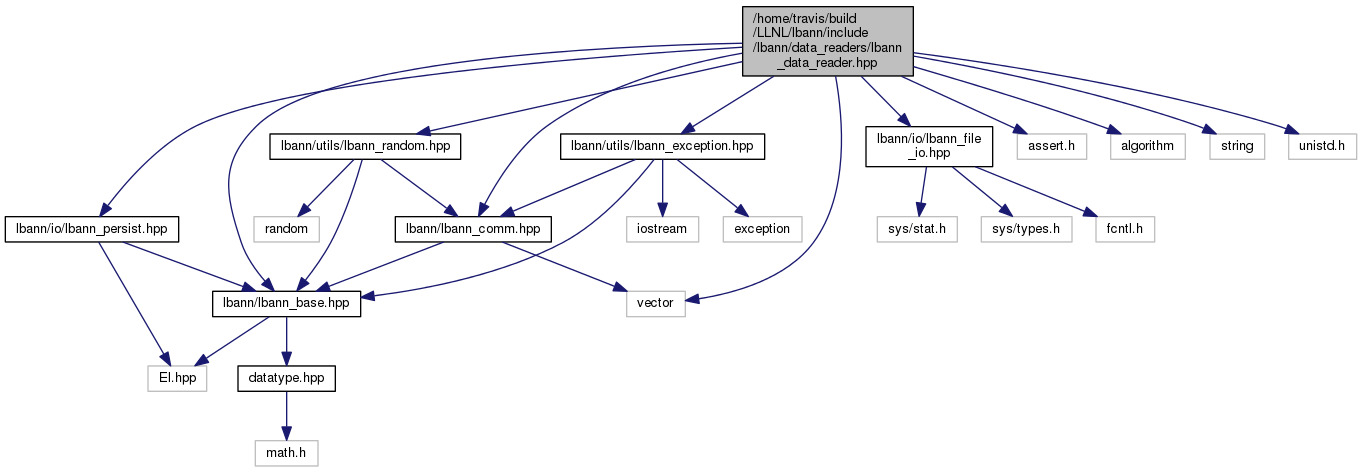 /home/travis/build
/LLNL/lbann/include
/lbann/data_readers/lbann
_data_reader.hpp
lbann/utils/lbann_random.hpp
lbann/utils/lbann_exception.hpp
lbann/io/lbann_file
_io.hpp
assert.h
algorithm
string
unistd.h
lbann/io/lbann_persist.hpp
random
lbann/lbann_comm.hpp
iostream
exception
sys/stat.h
sys/types.h
fcntl.h
lbann/lbann_base.hpp
vector
El.hpp
datatype.hpp
math.h